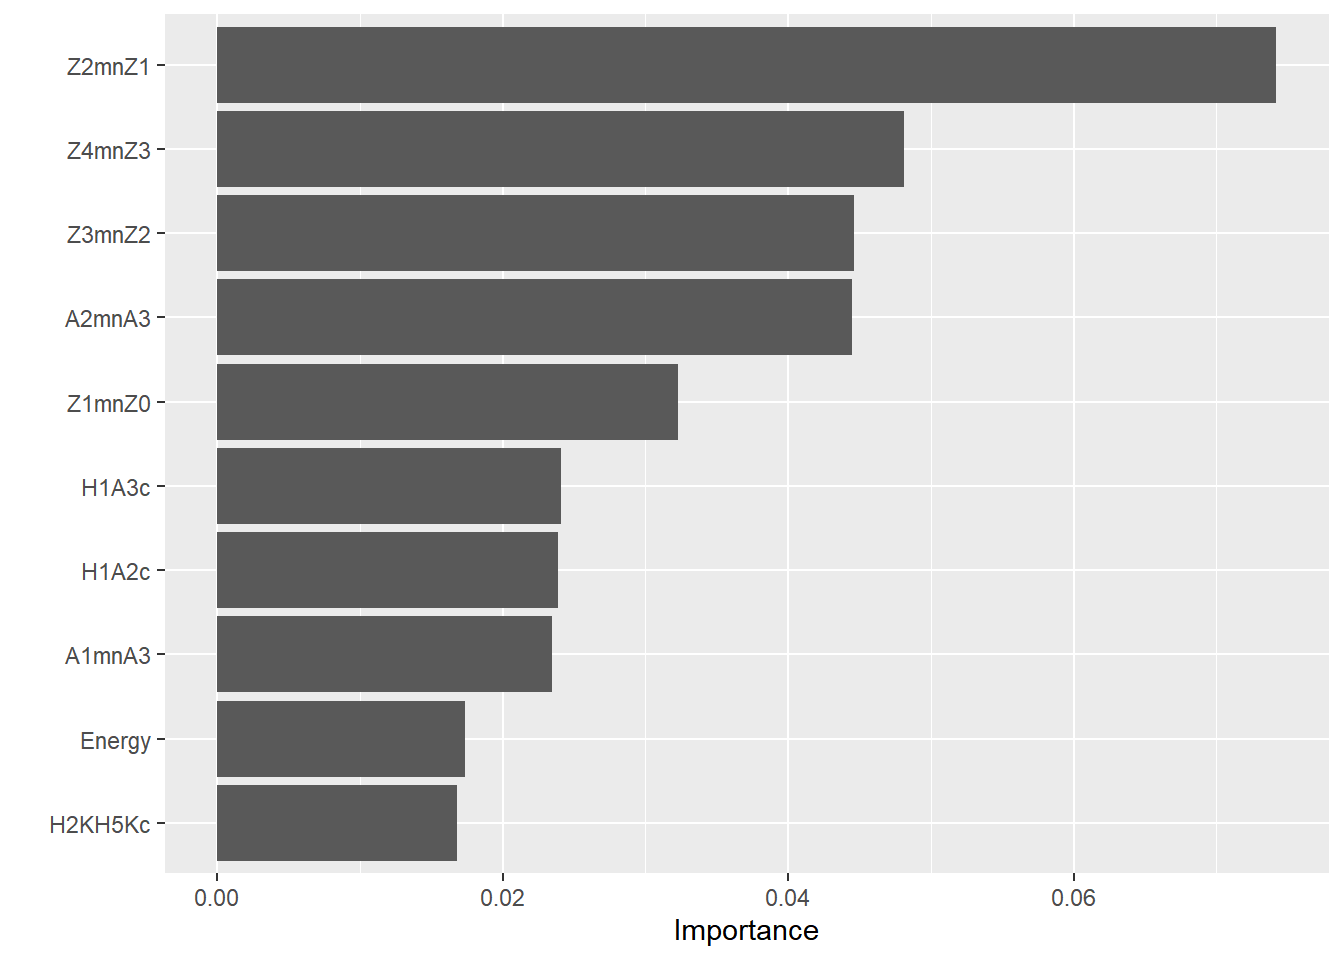 Z2mnZ1
Z4mnZ3
Z3mnZ2
A2mnA3
Z1mnZ0
H1A3c
H1A2c
A1mnA3
Energy
H2KH5Kc
0.00 0.02 0.04 0.06
Importance